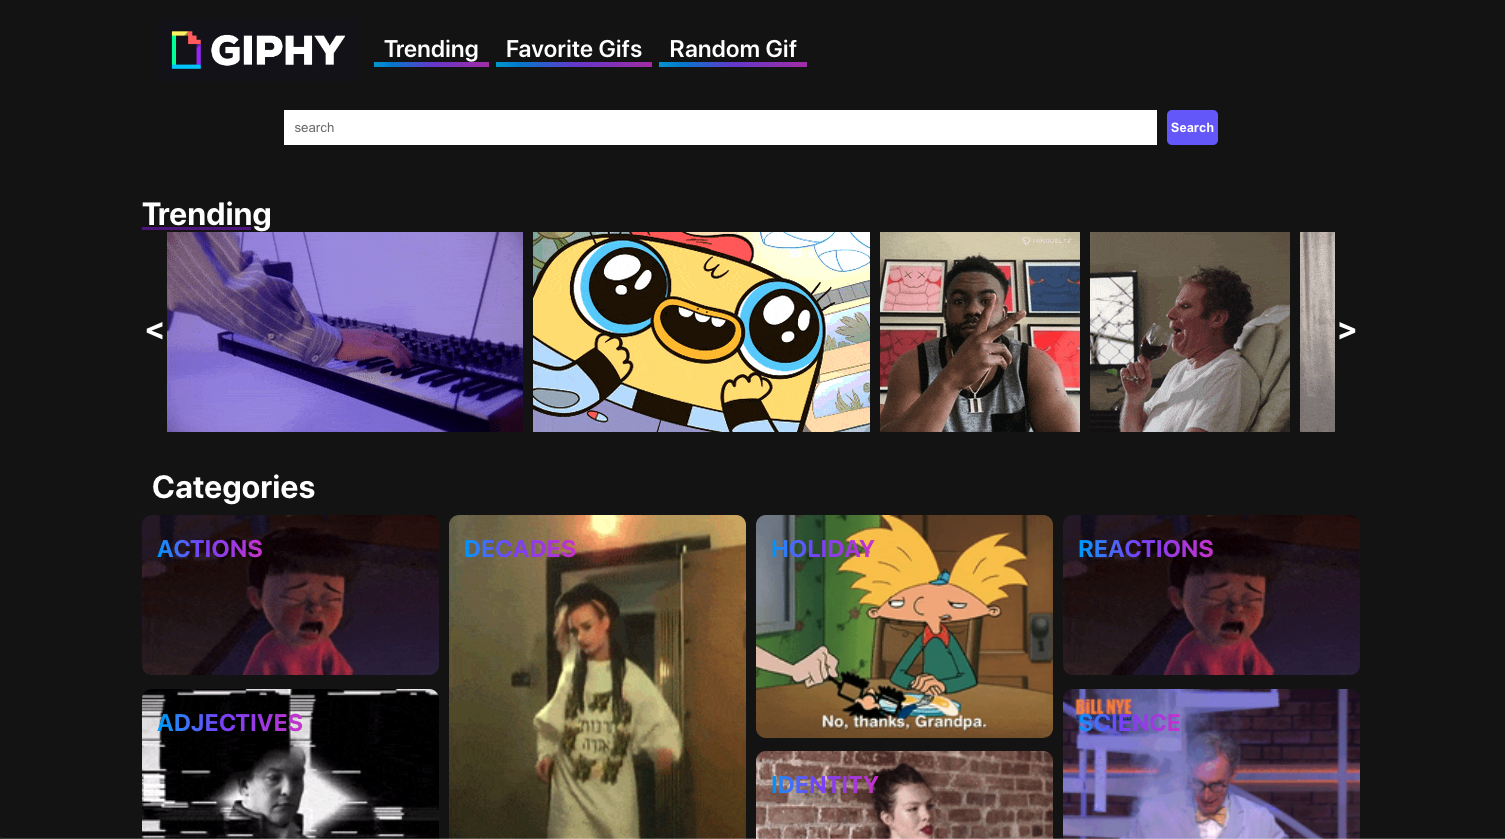 GIPHY
Trending Favorite Gifs Random Gif
search
Search
Trending
<
>
Categories
ACTIONS
DECADES
HOLIDAY
REACTIONS
No, thanks, Grandpa.
ADJECTIVES
BILL NYE
SCIENCE
IDENTITY